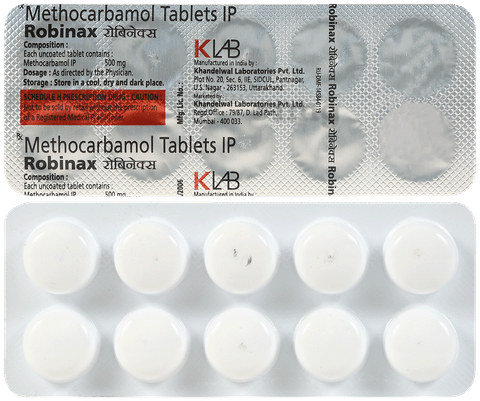 Methocarbamol Tablets IP
Robinax रोबिनेक्स
Composition :
Each uncoated tablet contains :
Methocarbamol IP 500 mg
Dosage : As directed by the Physician.
Storage : Store in a cool, dry and dark place.
SCHEDULE H PRESCRIPTION DRUG : CAUTION
Not to be sold by retail without the prescription
of a Registered Medical Practitioner.
Mfg. Lic. No.:
KLAB
Manufactured in India by :
Khandelwal Laboratories Pvt. Ltd.
Plot No. 20, Sec. 6, IIE, SIDCUL, Pantnagar,
U.S. Nagar - 263153, Uttarakhand.
Marketed by :
Khandelwal Laboratories Pvt. Ltd.
Regd.Office : 79/87, D. Lad Path,
Mumbai - 400 033.
Robinax रोबिनेक्स
Robinax रोबिनेक्स
Robin
Methocarbamol Tablets IP
Robinax रोबिनेक्स
Composition :
Each uncoated tablet contains :
Methocarbamol IP 500 mg
/2006
KLAB
Manufactured in India by :